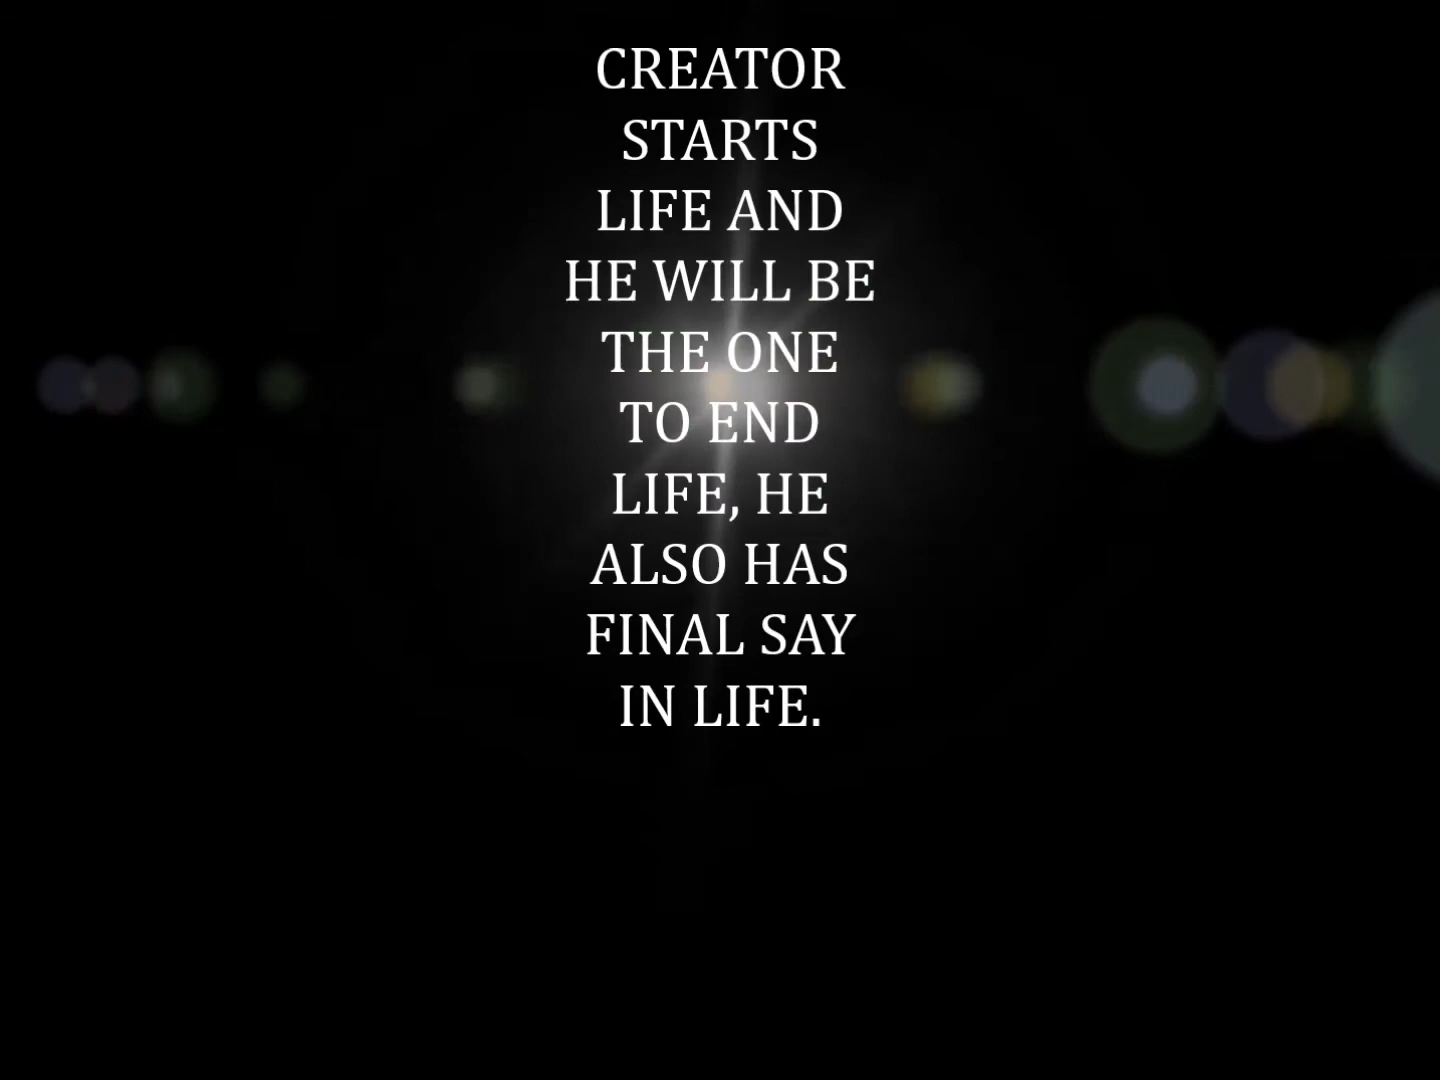 CREATOR
STARTS
LIFE AND
HE WILL BE
THE ONE
TO END
LIFE, HE
ALSO HAS
FINAL SAY
IN LIFE.